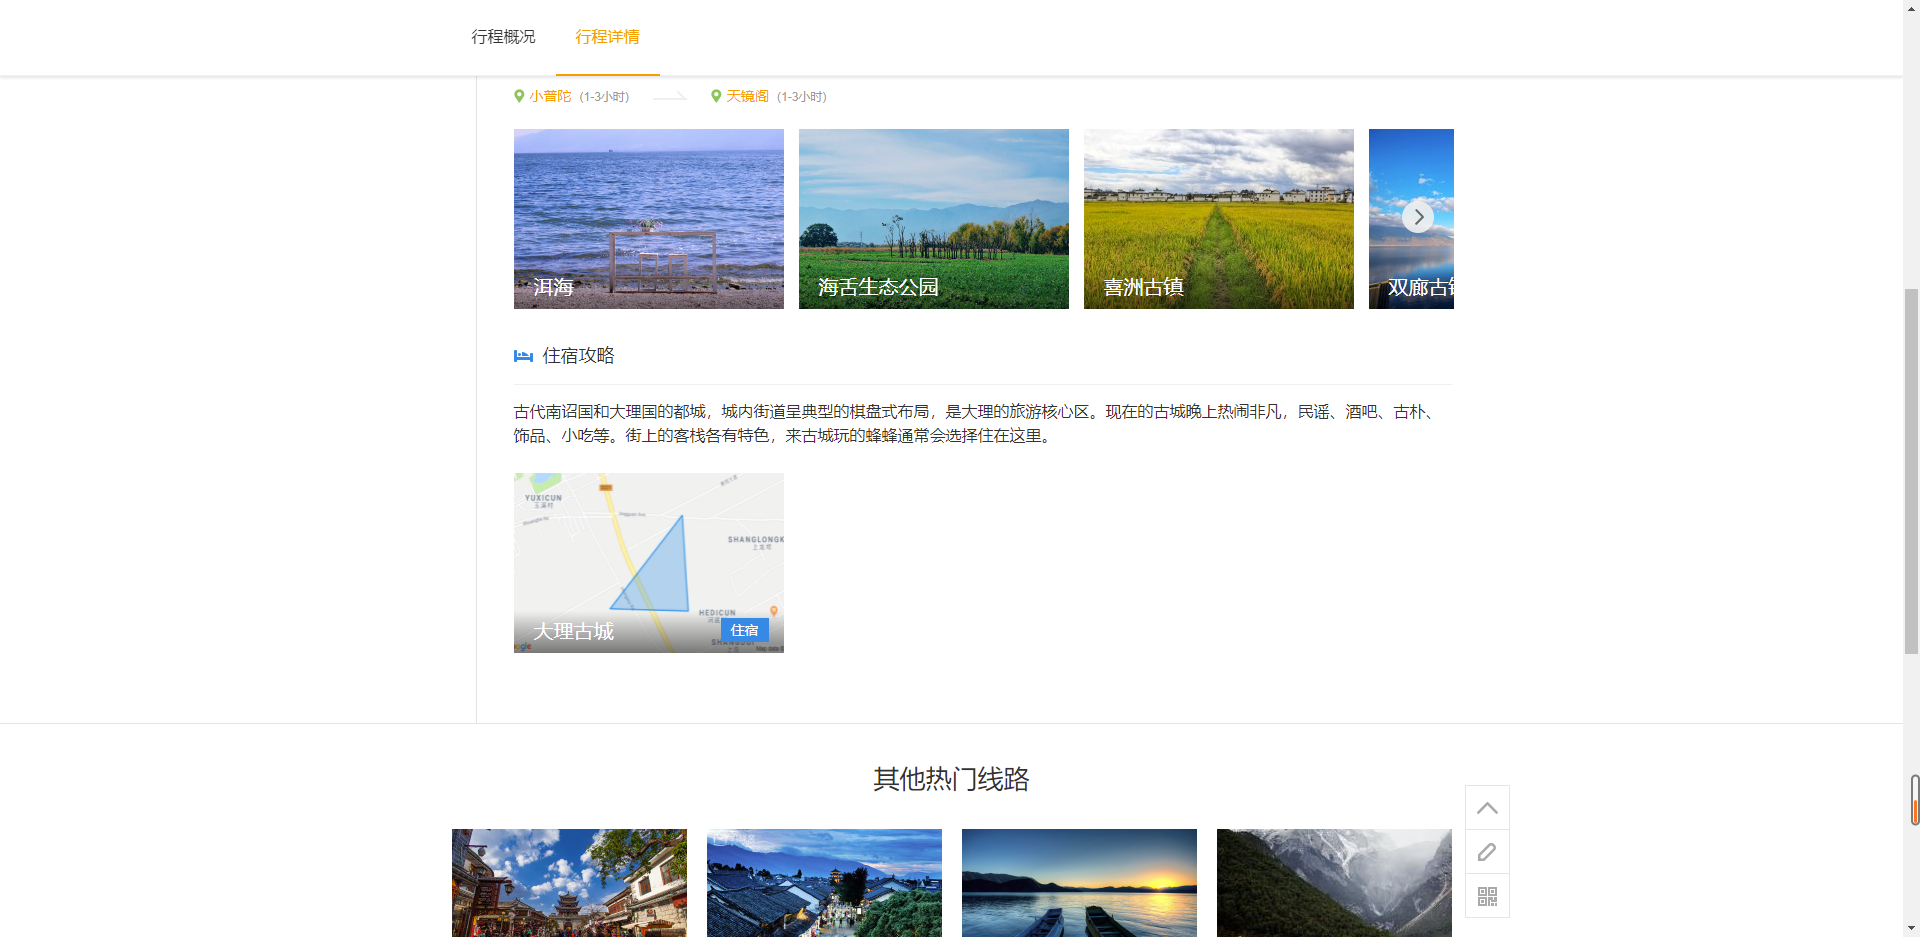 行程概况
行程详情
小普陀 (1-3小时)
天镜阁 (1-3小时)
洱海
海舌生态公园
喜洲古镇
双廊古镇
住宿攻略
古代南诏国和大理国的都城，城内街道呈典型的棋盘式布局，是大理的旅游核心区。现在的古城晚上热闹非凡，民谣、酒吧、古朴、
饰品、小吃等。街上的客栈各有特色，来古城玩的蜂蜂通常会选择住在这里。
YUXICUN
SHANGLONGK
HEDICUN
大理古城
住宿
其他热门线路